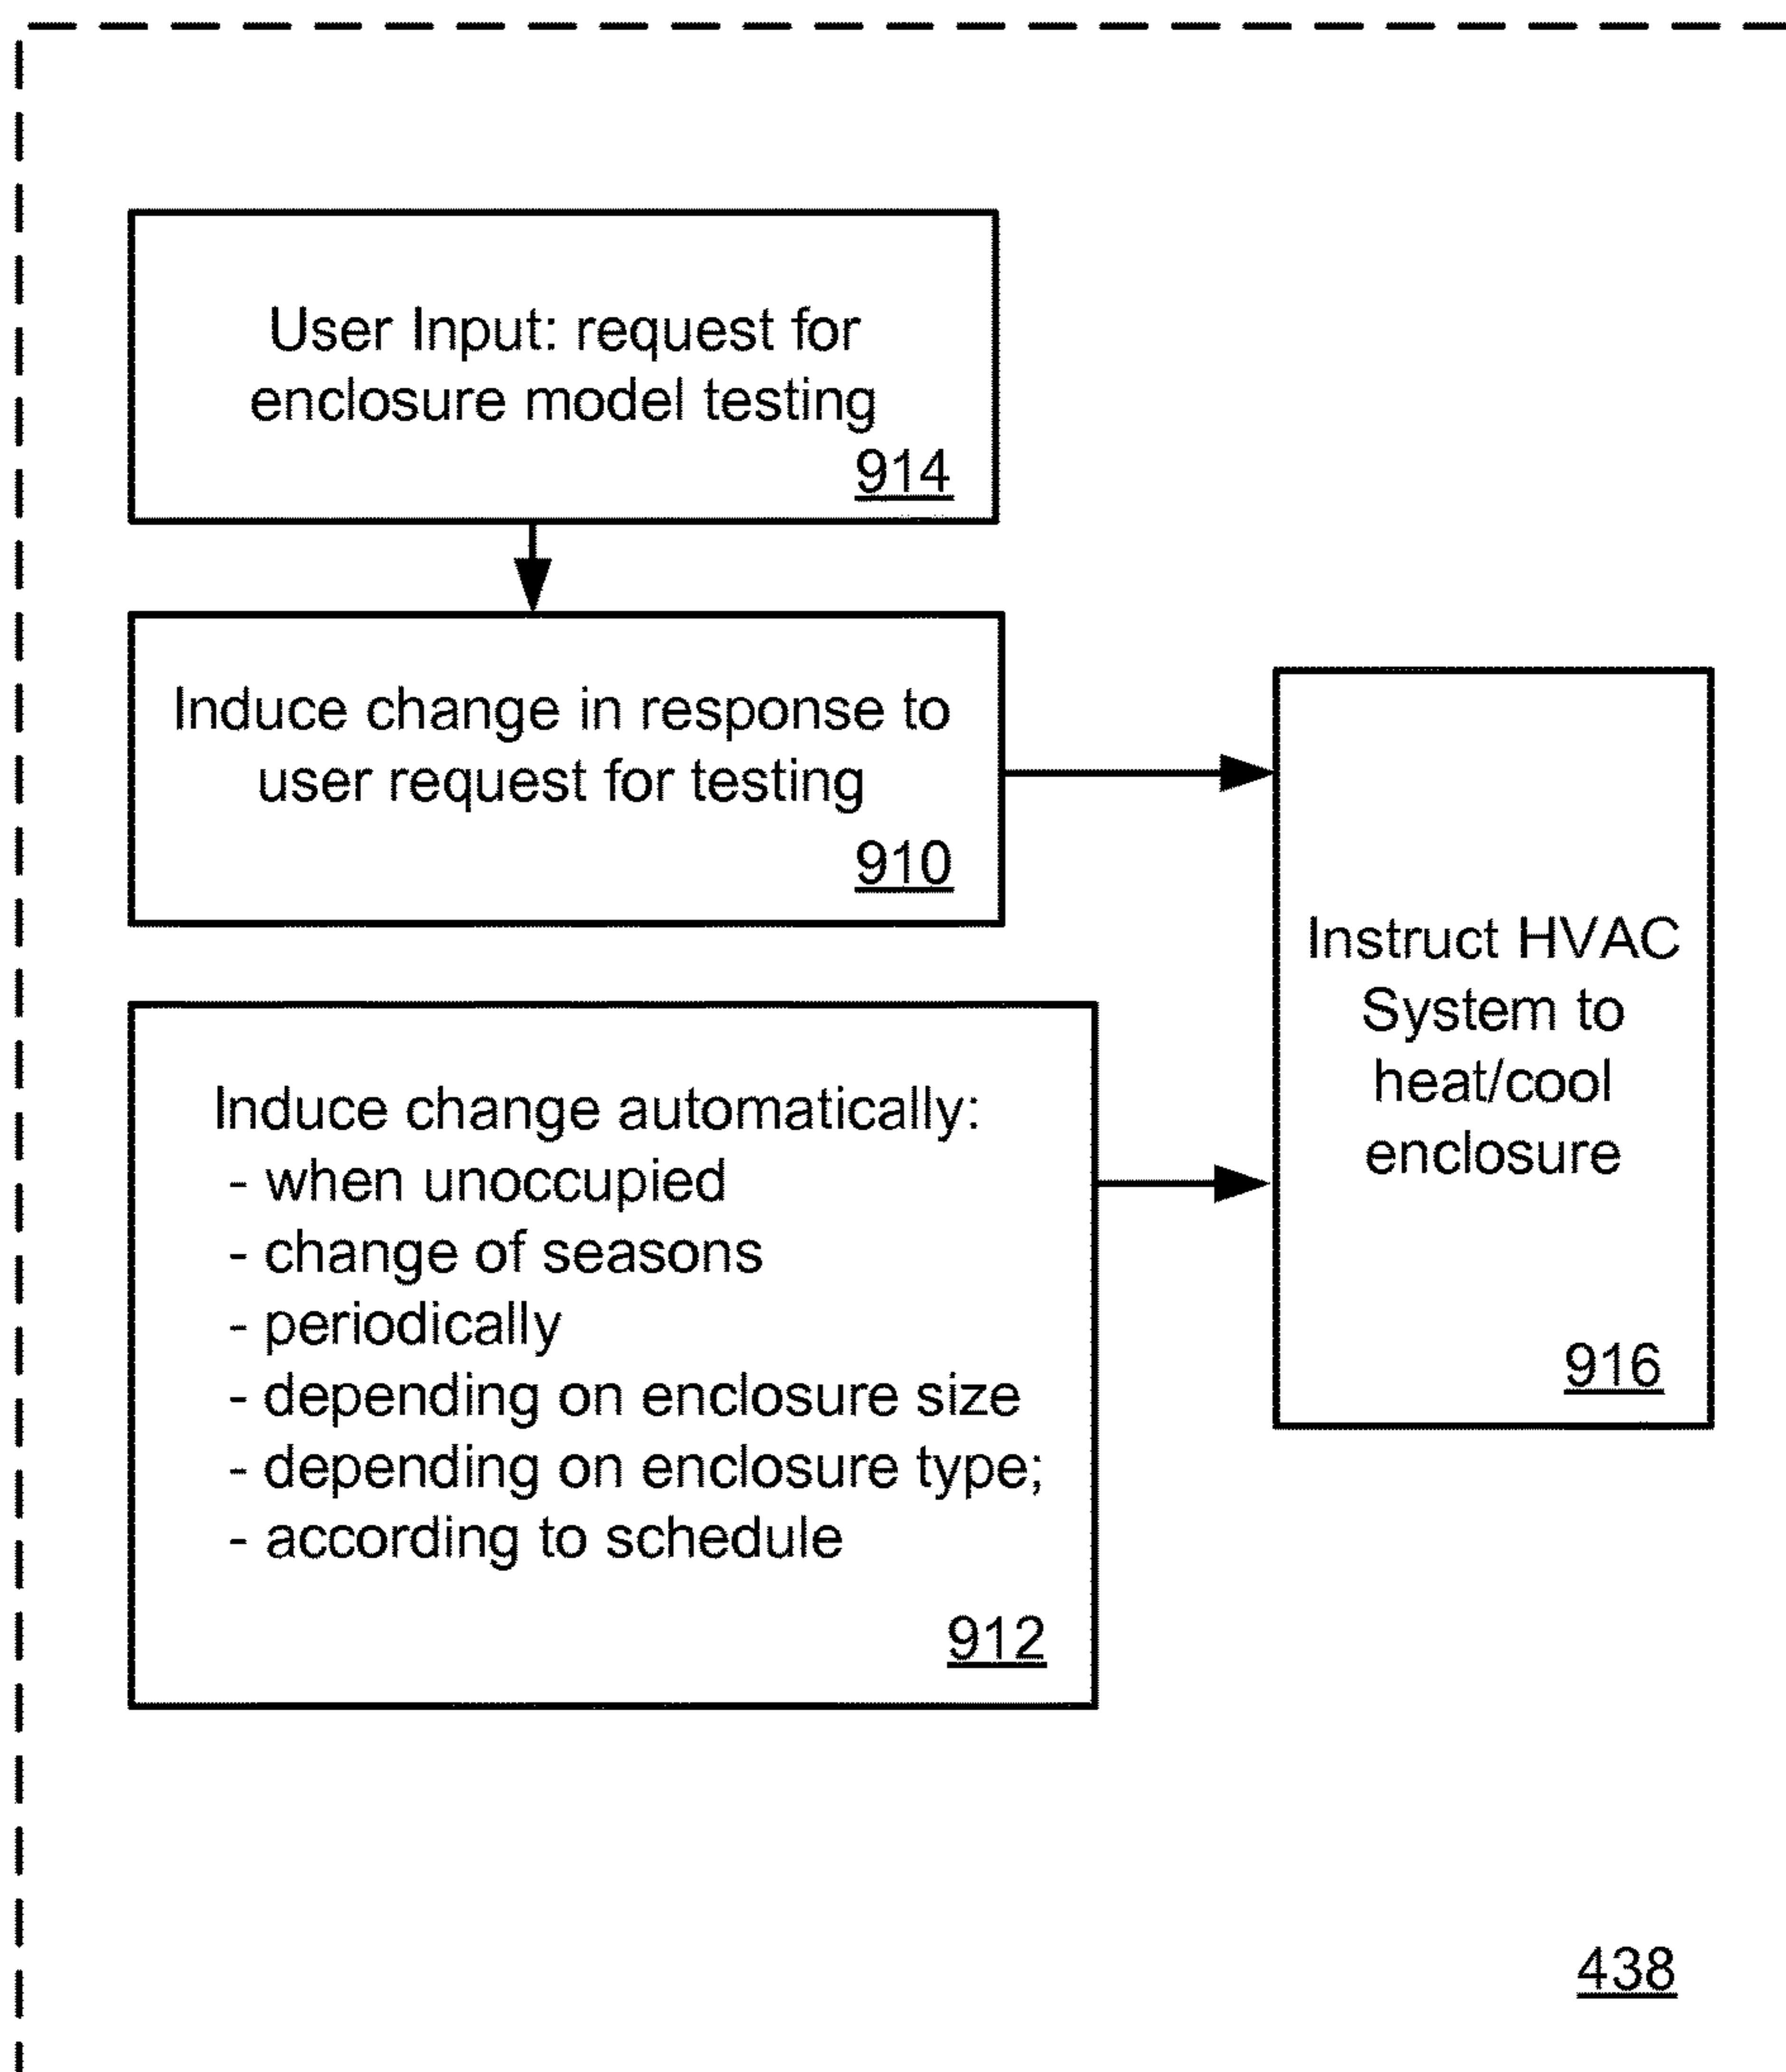 User Input: request for
enclosure model testing
914
Induce change in response to
user request for testing
910
Induce change automatically:
- when unoccupied
- change of seasons
- periodically
- depending on enclosure size
- depending on enclosure type;
- according to schedule
912
Instruct HVAC
System to
heat/cool
enclosure
916
438